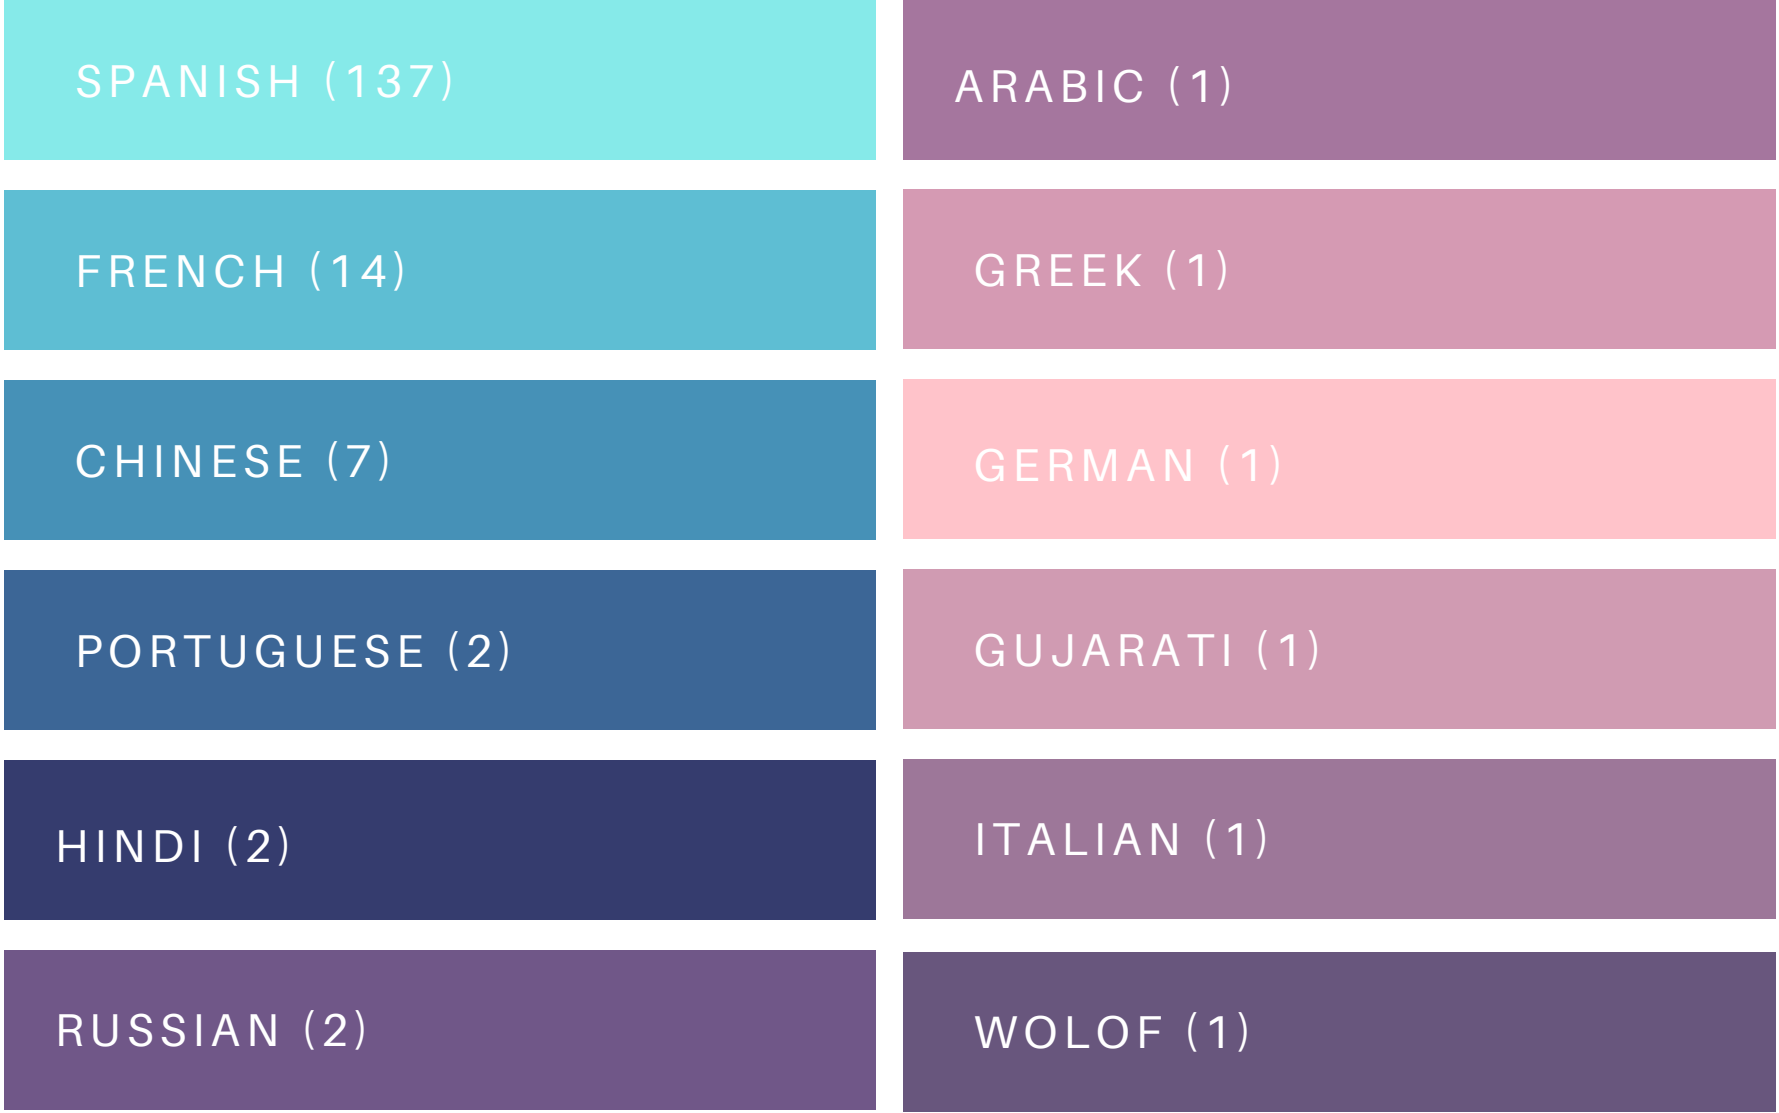 SPANISH (137)
FRENCH (14)
CHINESE (7)
PORTUGUESE (2)
HINDI (2)
RUSSIAN (2)
ARABIC (1)
GREEK (1)
GERMAN (1)
GUJARATI (1)
ITALIAN (1)
WOLOF (1)